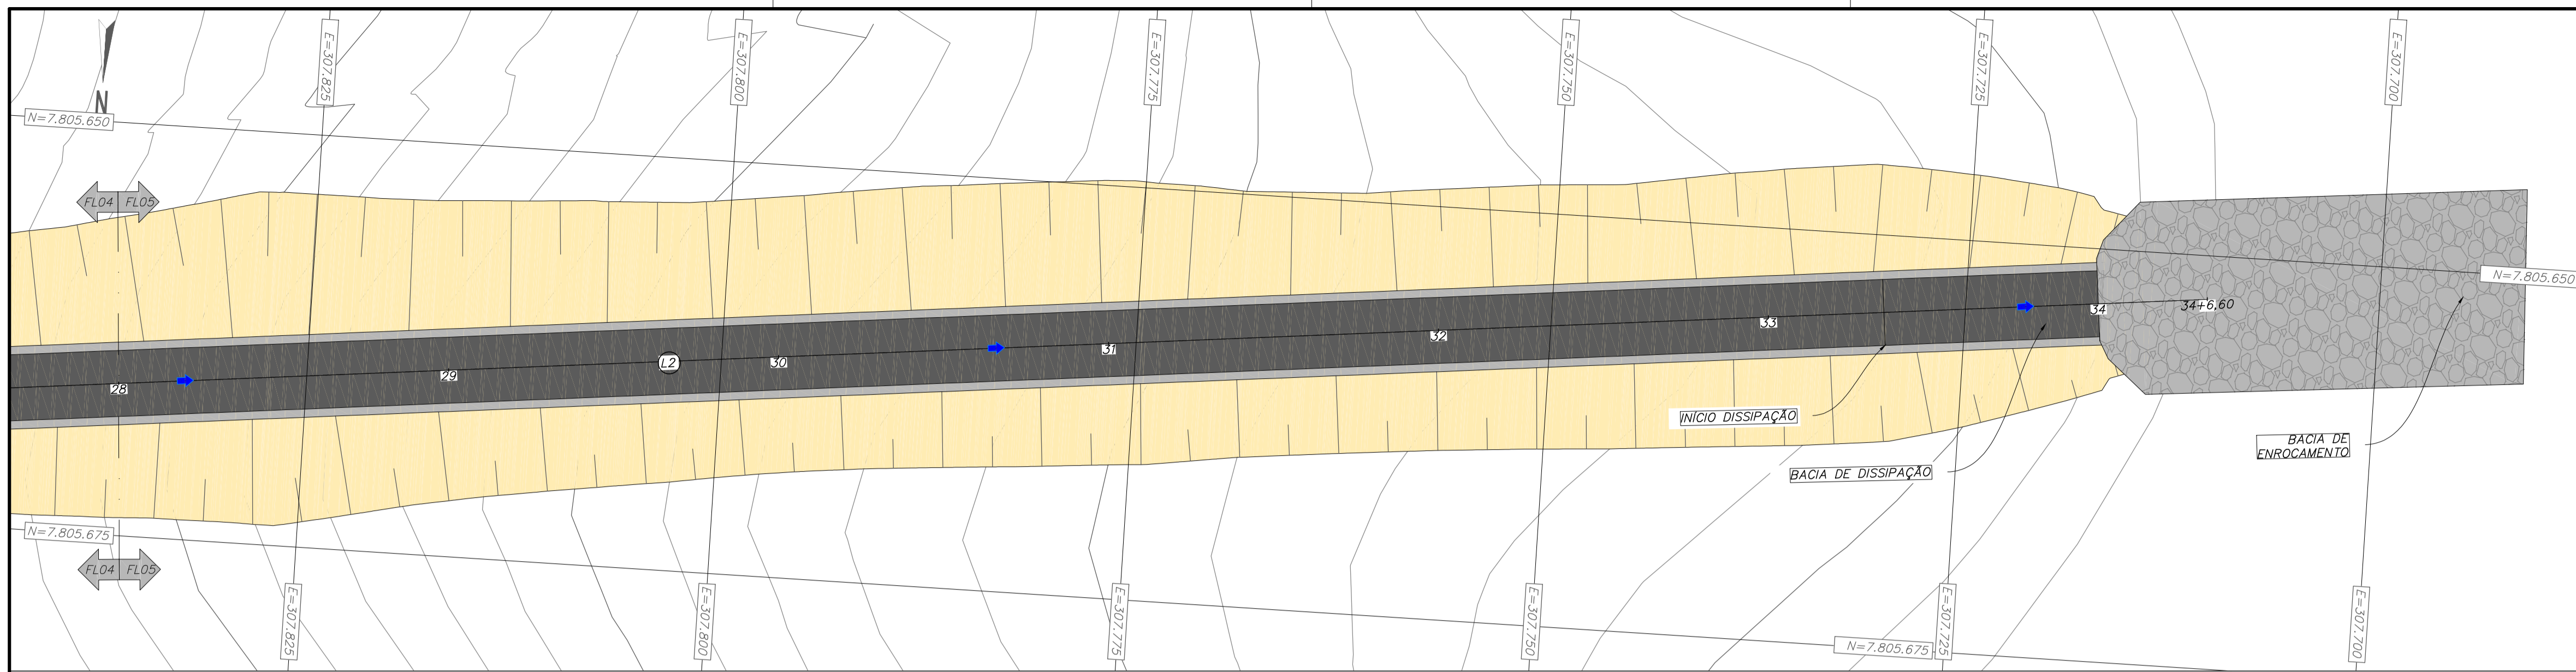 E=307.825
E=307.800
E=307.775
E=307.750
E=307.725
E=307.700
N
N=7.805.650
FL04
FL05
N=7.805.650
34+6,60
34
33
32
31
30
L2
29
28
INÍCIO DISSIPAÇÃO
BACIA DE
ENROCAMENTO
BACIA DE DISSIPAÇÃO
N=7.805.675
FL04
FL05
E=307.825
E=307.800
E=307.775
E=307.750
E=307.725
E=307.700
N=7.805.675